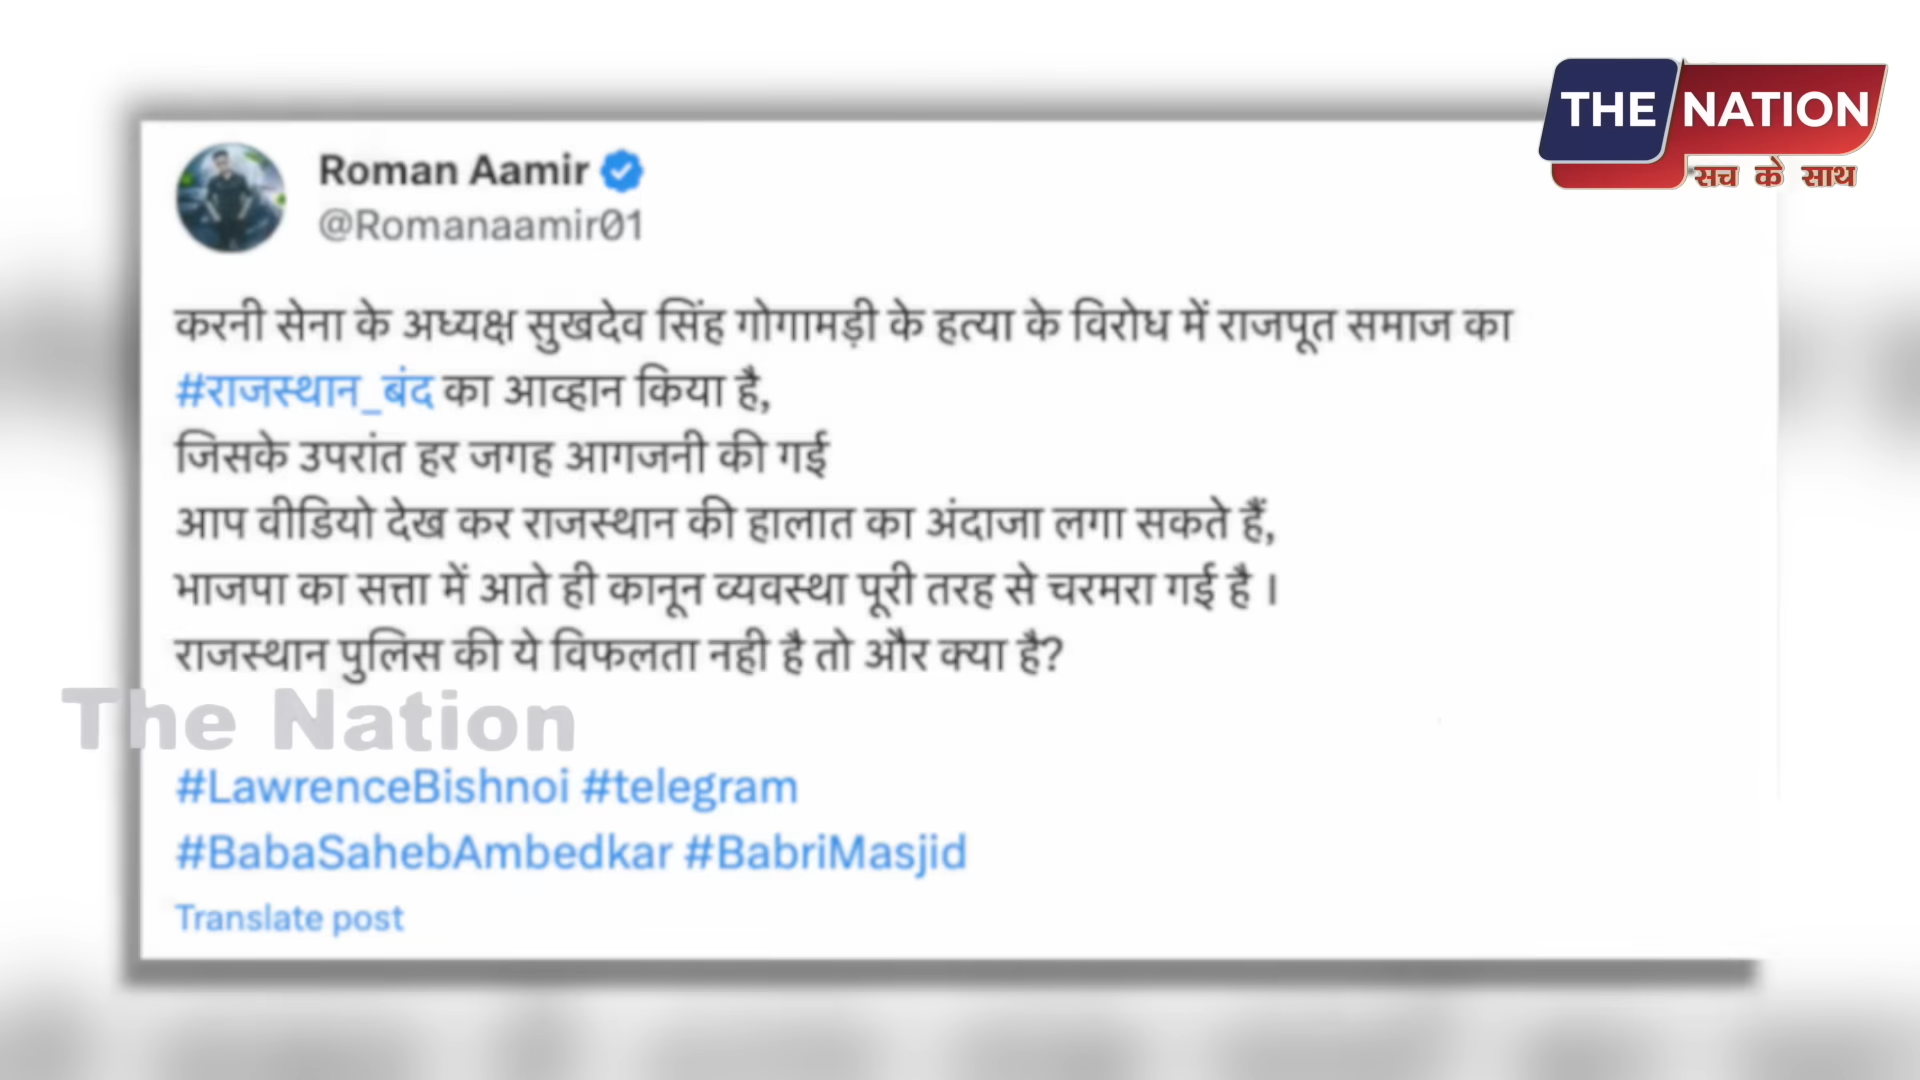 THE NATION
सच के साथ
Roman Aamir
@Romanaamir01
करनी सेना के अध्यक्ष सुखदेव सिंह गोगामड़ी के हत्या के विरोध में राजपूत समाज का
#राजस्थान_बंद का आव्हान किया है,
जिसके उपरांत हर जगह आगजनी की गई
आप वीडियो देख कर राजस्थान की हालात का अंदाजा लगा सकते हैं,
भाजपा का सत्ता में आते ही कानून व्यवस्था पूरी तरह से चरमरा गई है ।
राजस्थान पुलिस की ये विफलता नही है तो और क्या है?
The Nation
#LawrenceBishnoi #telegram
#BabaSahebAmbedkar #BabriMasjid
Translate post